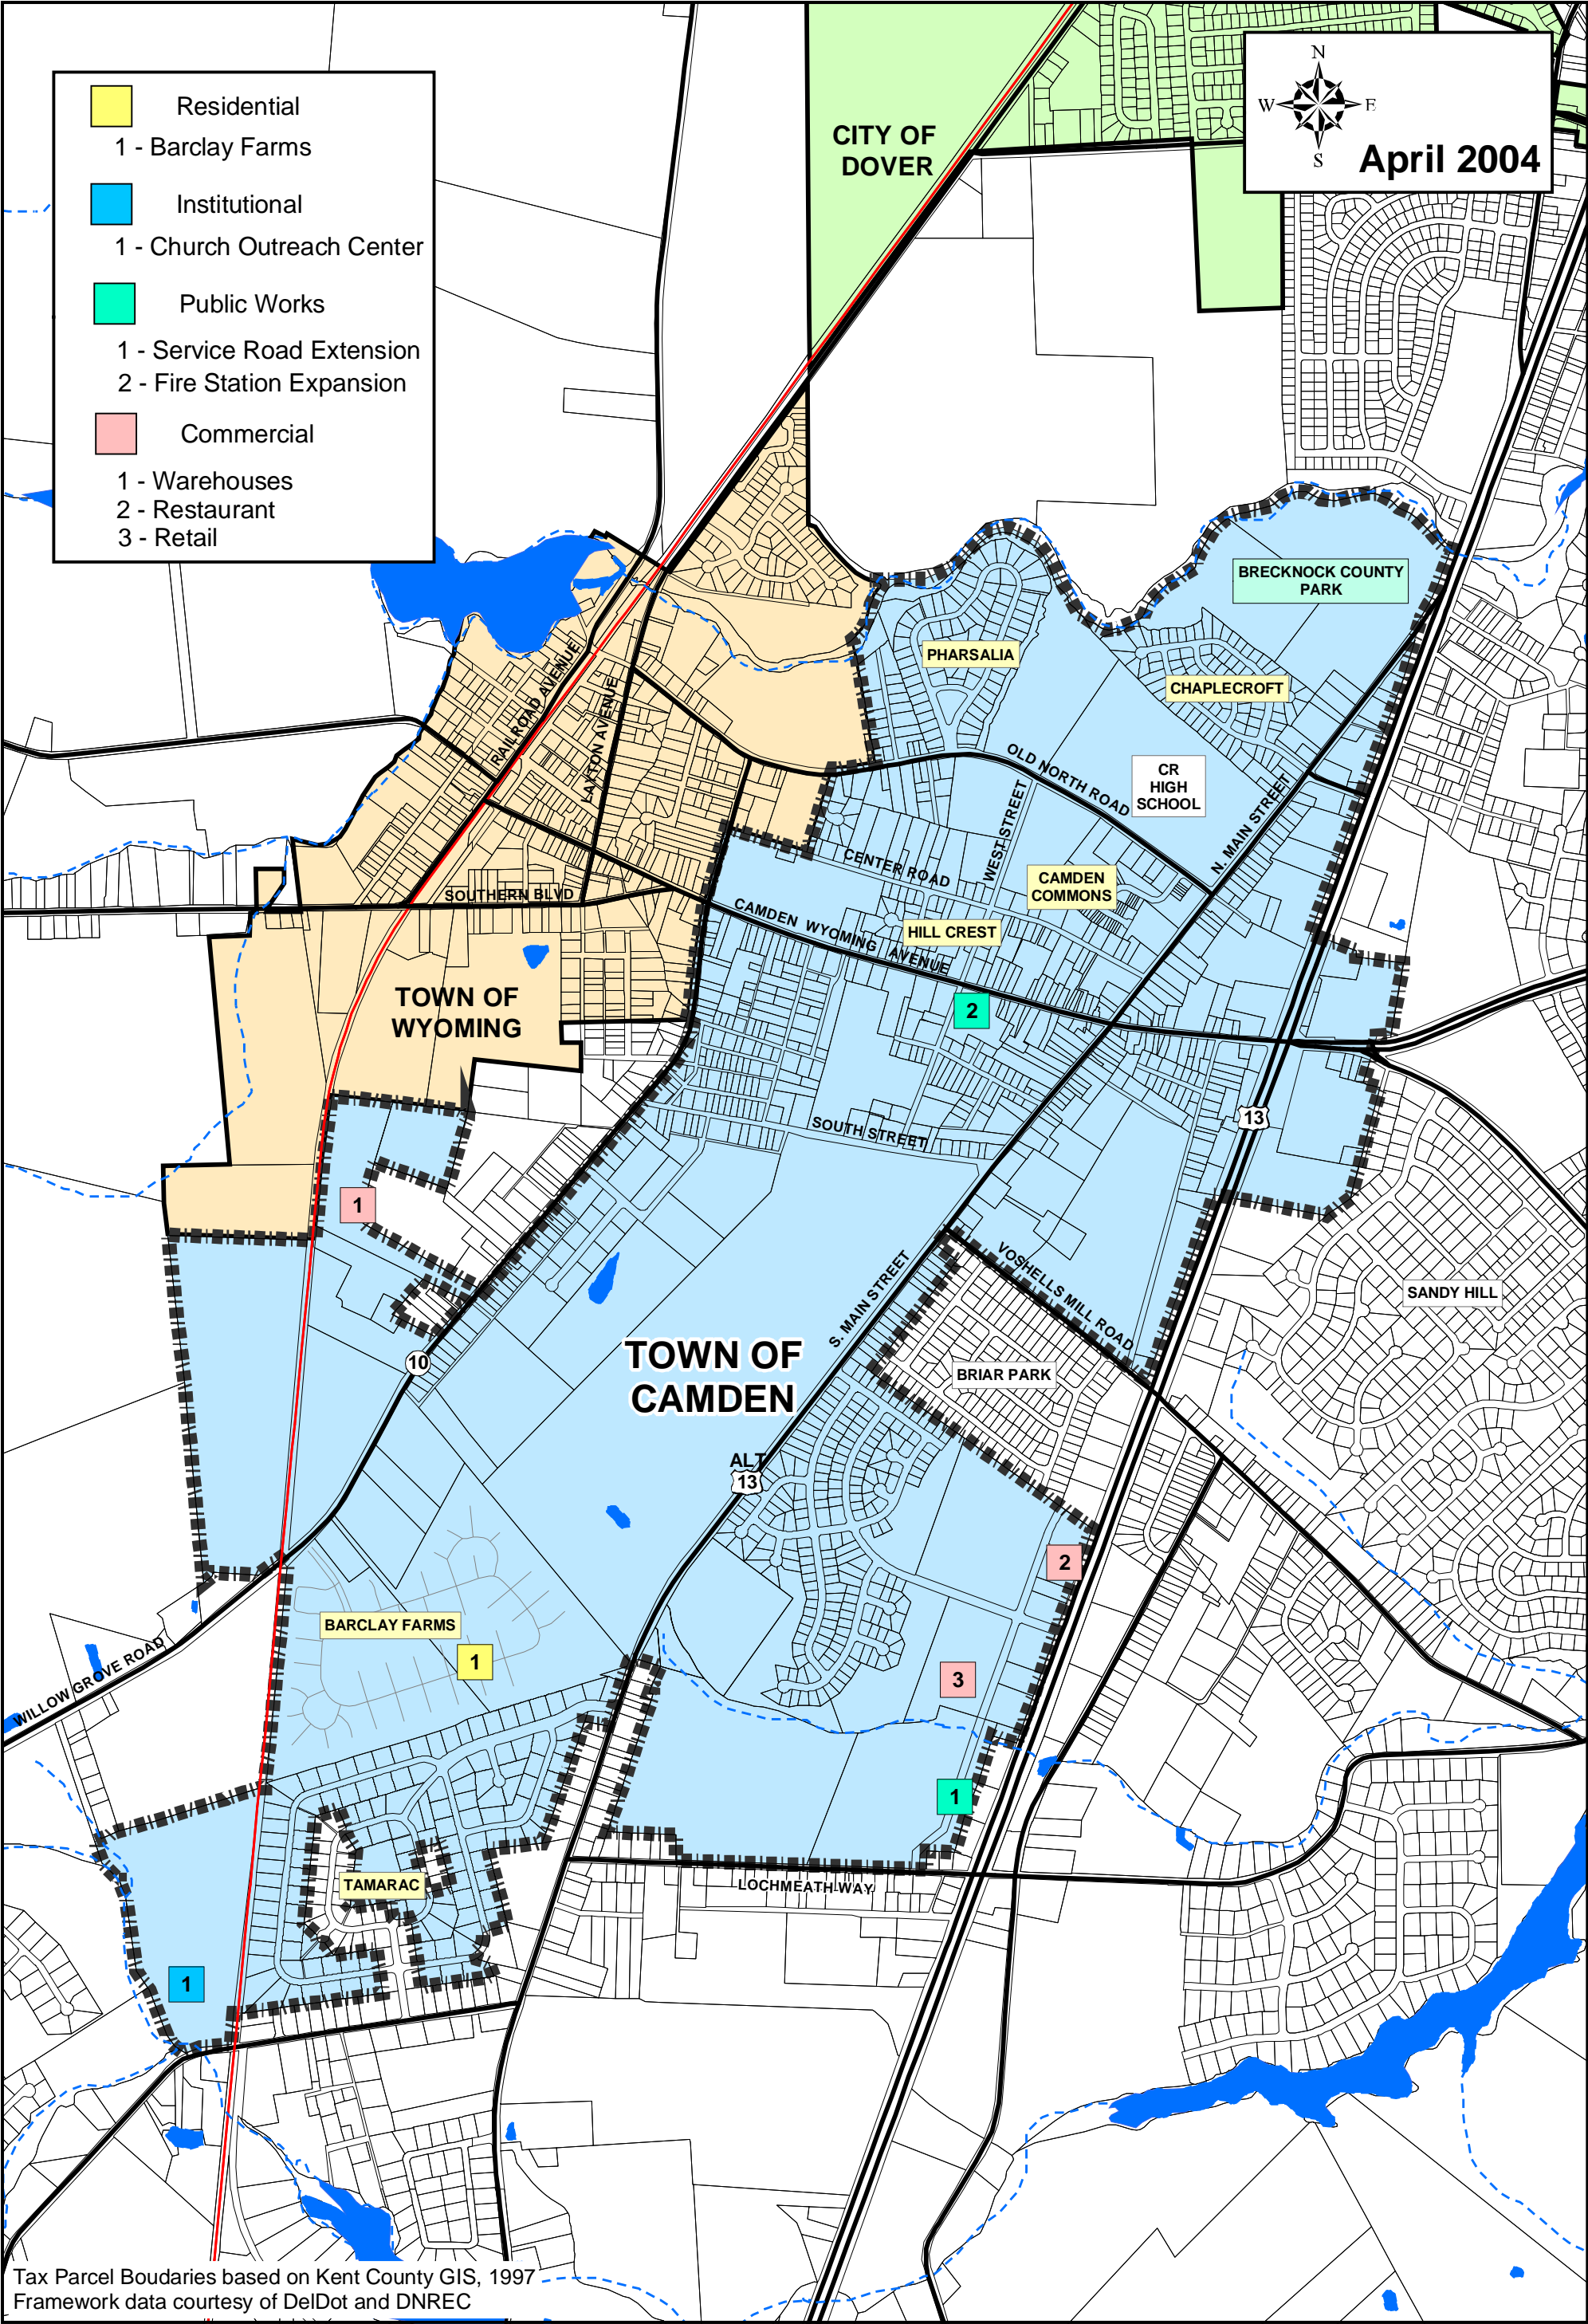 Residential
1 - Barclay Farms
Institutional
1 - Church Outreach Center
Public Works
1 - Service Road Extension
2 - Fire Station Expansion
Commercial
1 - Warehouses
2 - Restaurant
3 - Retail
CITY OF
DOVER
N
W
E
S
April 2004
BRECKNOCK COUNTY
PARK
PHARSALIA
CHAPLECROFT
RAILROAD AVENUE
LAYTON AVENUE
OLD NORTH ROAD
CR
HIGH
SCHOOL
WEST STREET
N. MAIN STREET
CENTER ROAD
CAMDEN
COMMONS
SOUTHERN BLVD
CAMDEN WYOMING AVENUE
HILL CREST
TOWN OF
WYOMING
2
13
SOUTH STREET
1
VOSHELLS MILL ROAD
SANDY HILL
S. MAIN STREET
10
TOWN OF
CAMDEN
BRIAR PARK
ALT
13
2
BARCLAY FARMS
1
WILLOW GROVE ROAD
3
1
TAMARAC
LOCHMEATH WAY
1
Tax Parcel Boudaries based on Kent County GIS, 1997
Framework data courtesy of DelDot and DNREC